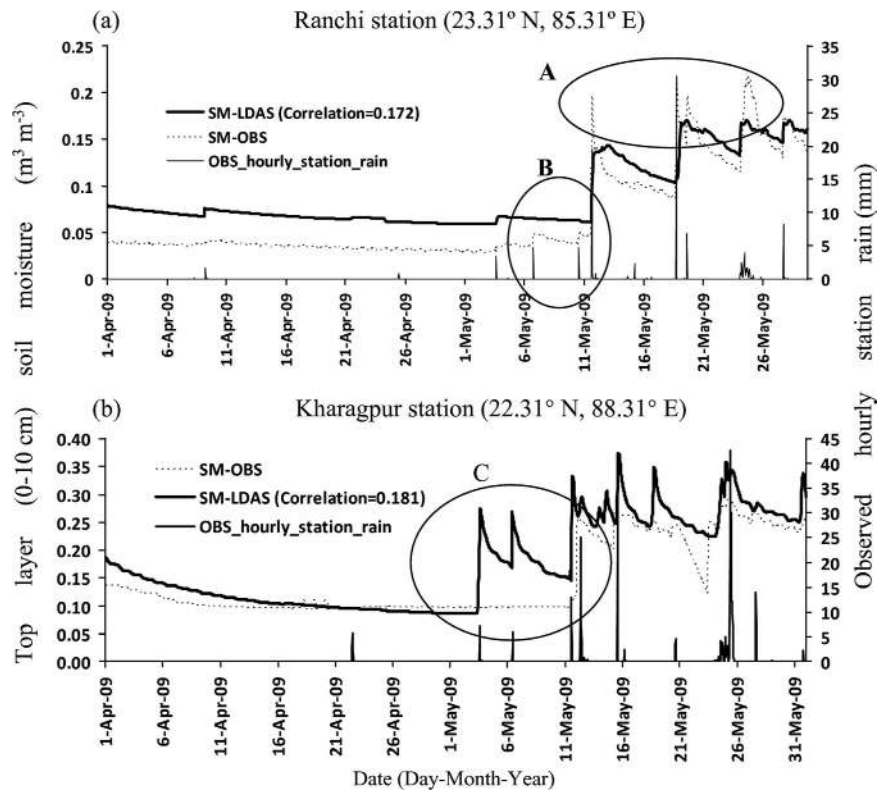 (a) Ranchi station (23.31° N, 85.31° E)
0.25
0.2
0.15
0.1
0.05
0
35
30
25
20
15
10
5
0
A
B
SM-LDAS (Correlation=0.172)
SM-OBS
OBS_hourly_station_rain
1-Apr-09
6-Apr-09
11-Apr-09
16-Apr-09
21-Apr-09
26-Apr-09
1-May-09
6-May-09
11-May-09
16-May-09
21-May-09
26-May-09
(b) Kharagpur station (22.31° N, 88.31° E)
0.40
0.35
0.30
0.25
0.20
0.15
0.10
0.05
0.00
45
40
35
30
25
20
15
10
5
0
C
SM-OBS
SM-LDAS (Correlation=0.181)
OBS_hourly_station_rain
1-Apr-09
6-Apr-09
11-Apr-09
16-Apr-09
21-Apr-09
26-Apr-09
1-May-09
6-May-09
11-May-09
16-May-09
21-May-09
26-May-09
31-May-09
Date (Day-Month-Year)
Top layer (0-10 cm) soil moisture (m³ m⁻³)
Observed hourly station rain (mm)